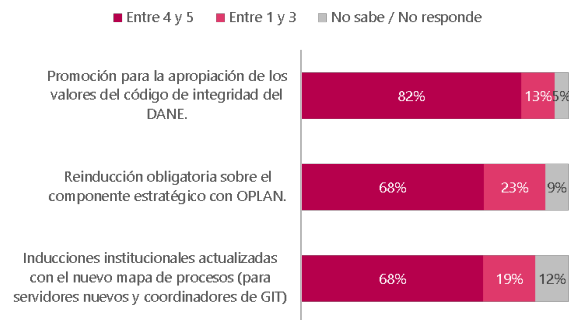 Entre 4 y 5 Entre 1 y 3 No sabe / No responde
Promoción para la apropiación de los
valores del código de integridad del
DANE.
82% 13% 5%
Reinducción obligatoria sobre el
componente estratégico con OPLAN.
68% 23% 9%
Inducciones institucionales actualizadas
con el nuevo mapa de procesos (para
servidores nuevos y coordinadores de GIT)
68% 19% 12%